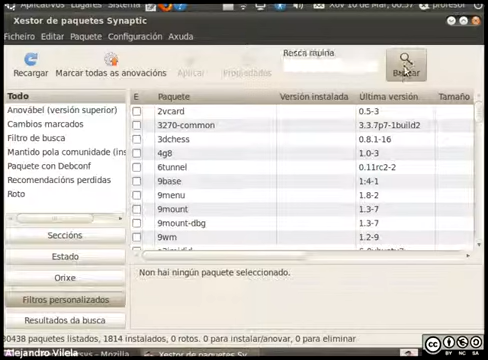 Aplicativos Lugares Sistema Xov 10 de Mar, profesor
Xestor de paquetes Synaptic
Ficheiro Editar Paquete Configuración Axuda
Recargar Marcar todas as anovacións Aplicar Propiedades Busca rápida Buscar
Todo
Anovábel (versión superior)
Cambios marcados
Filtro de busca
Mantido pola comunidade (ins
Paquete con Debconf
Recomendacións perdidas
Roto
E Paquete Versión instalada Última versión Tamaño
2vcard 0.5-3
3270-common 3.3.7p7-1build2
3dchess 0.8.1-16
4g8 1.0-3
6tunnel 0.11rc2-2
9base 1:4-1
9menu 1.8-2
9mount 1.3-7
9mount-dbg 1.3-7
9wm 1.2-9
Seccións
Estado
Orixe
Filtros personalizados
Resultados da busca
Non hai ningún paquete seleccionado.
30438 paquetes listados, 1814 instalados, 0 rotos. 0 para instalar/anovar, 0 para eliminar
Alejandro Vilela
- Mozilla Xestor de paquetes Sy
cc BY NC SA